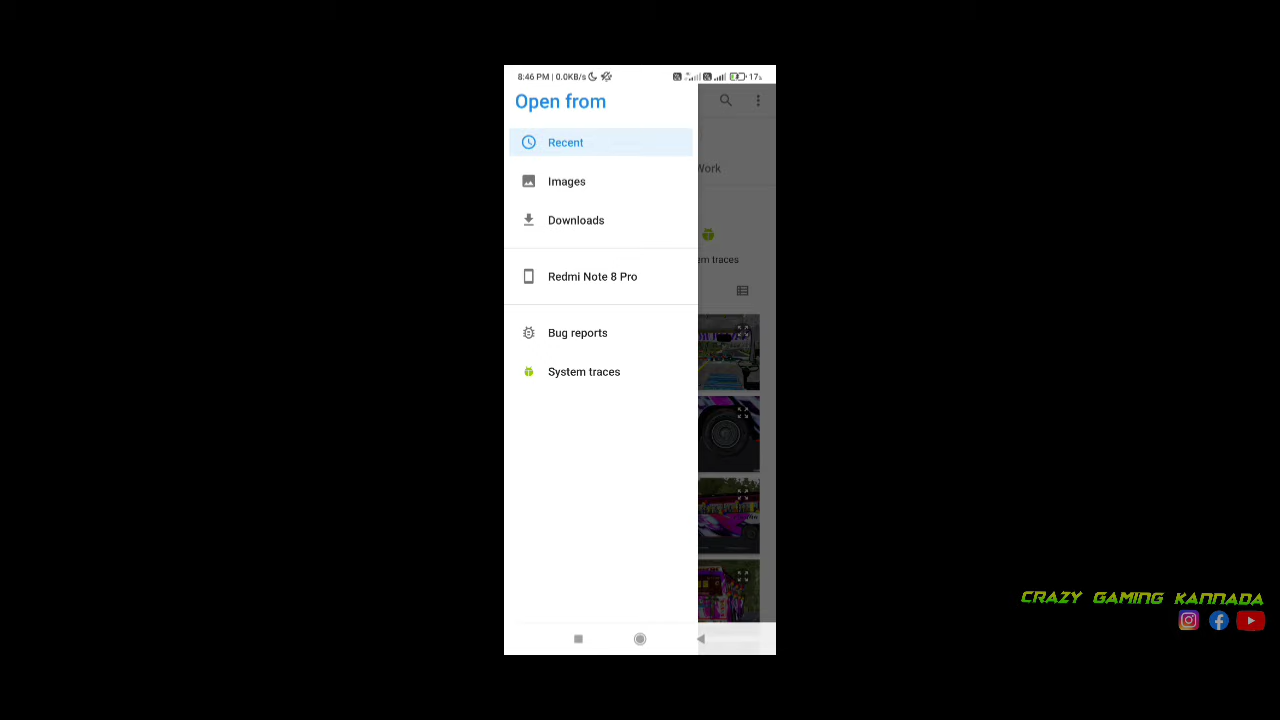 8:46 PM | 0.0KB/s 17%
Open from
Recent
Images
Work
Downloads
em traces
Redmi Note 8 Pro
Bug reports
System traces
CRAZY GAMING KANNADA